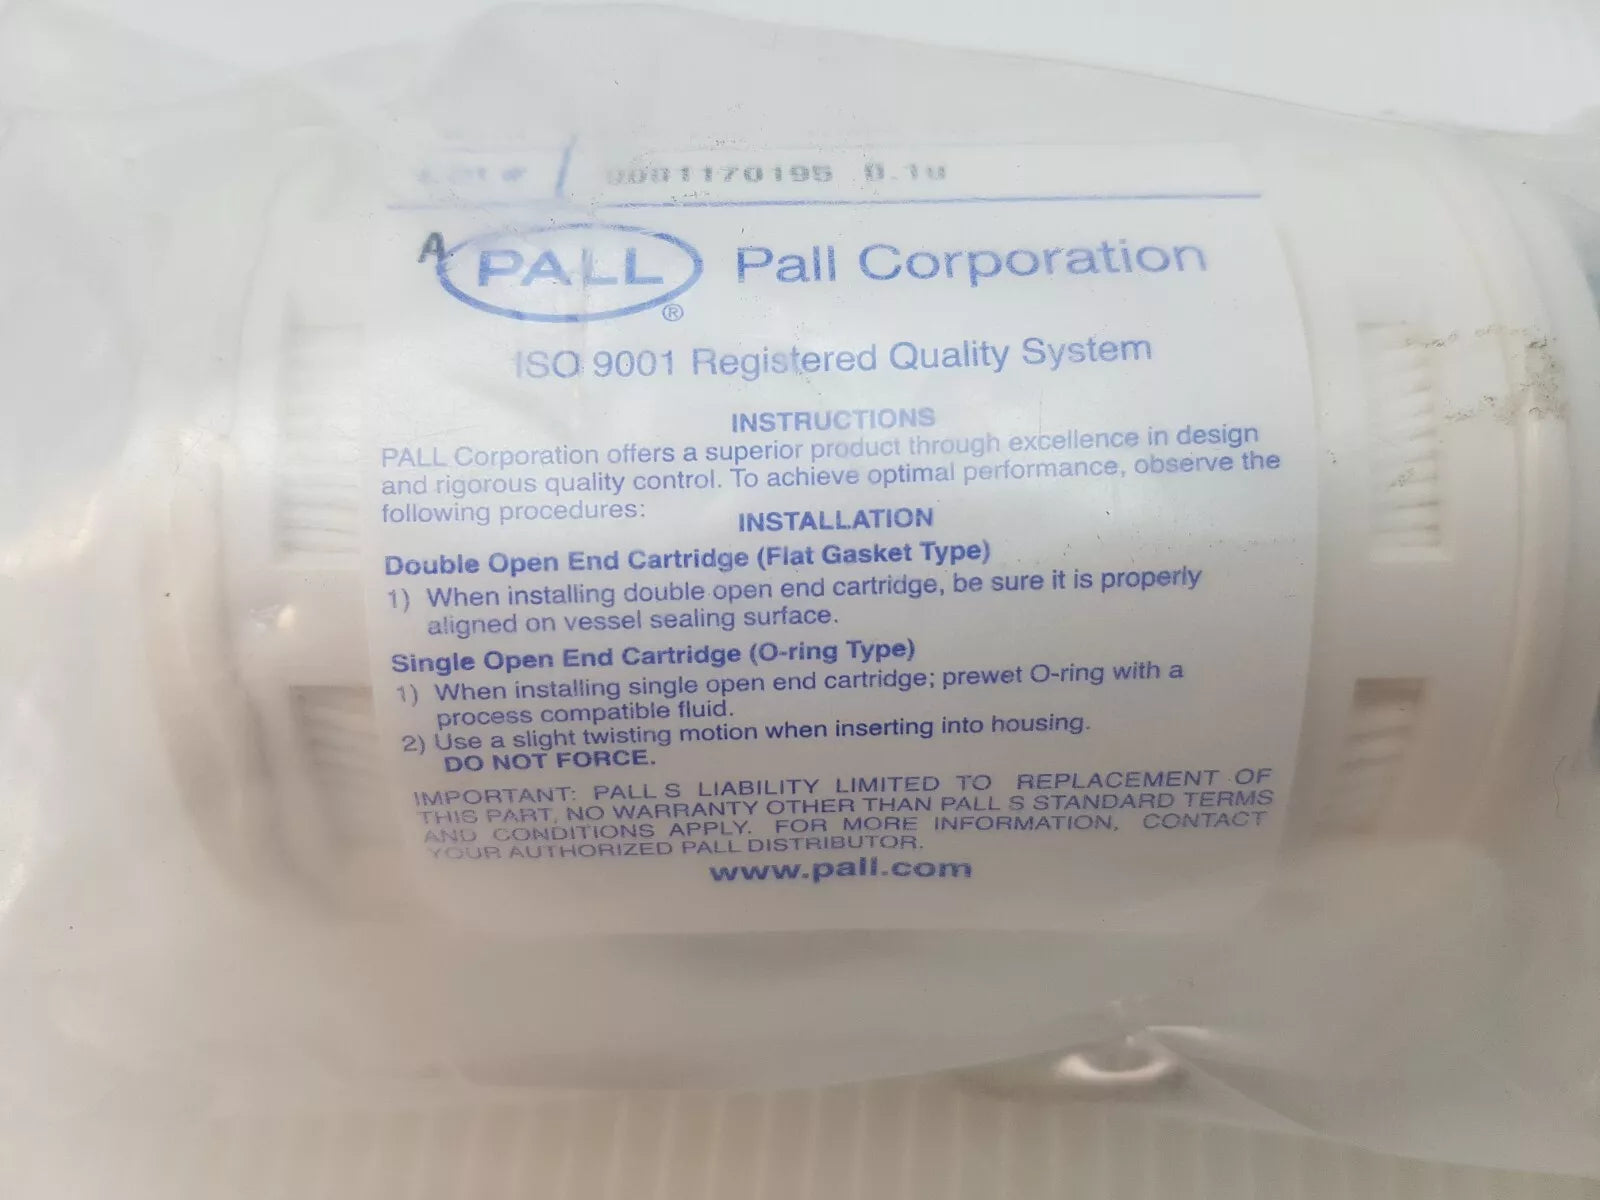 0.1u
A
PALL
®
Pall Corporation
ISO 9001 Registered Quality System
INSTRUCTIONS
PALL Corporation offers a superior product through excellence in design
and rigorous quality control. To achieve optimal performance, observe the
following procedures:
INSTALLATION
Double Open End Cartridge (Flat Gasket Type)
1) When installing double open end cartridge, be sure it is properly
aligned on vessel sealing surface.
Single Open End Cartridge (O-ring Type)
1) When installing single open end cartridge; prewet O-ring with a
process compatible fluid.
2) Use a slight twisting motion when inserting into housing.
DO NOT FORCE.
IMPORTANT: PALL S LIABILITY LIMITED TO REPLACEMENT OF
THIS PART, NO WARRANTY OTHER THAN PALL S STANDARD TERMS
AND CONDITIONS APPLY. FOR MORE INFORMATION, CONTACT
YOUR AUTHORIZED PALL DISTRIBUTOR.
www.pall.com